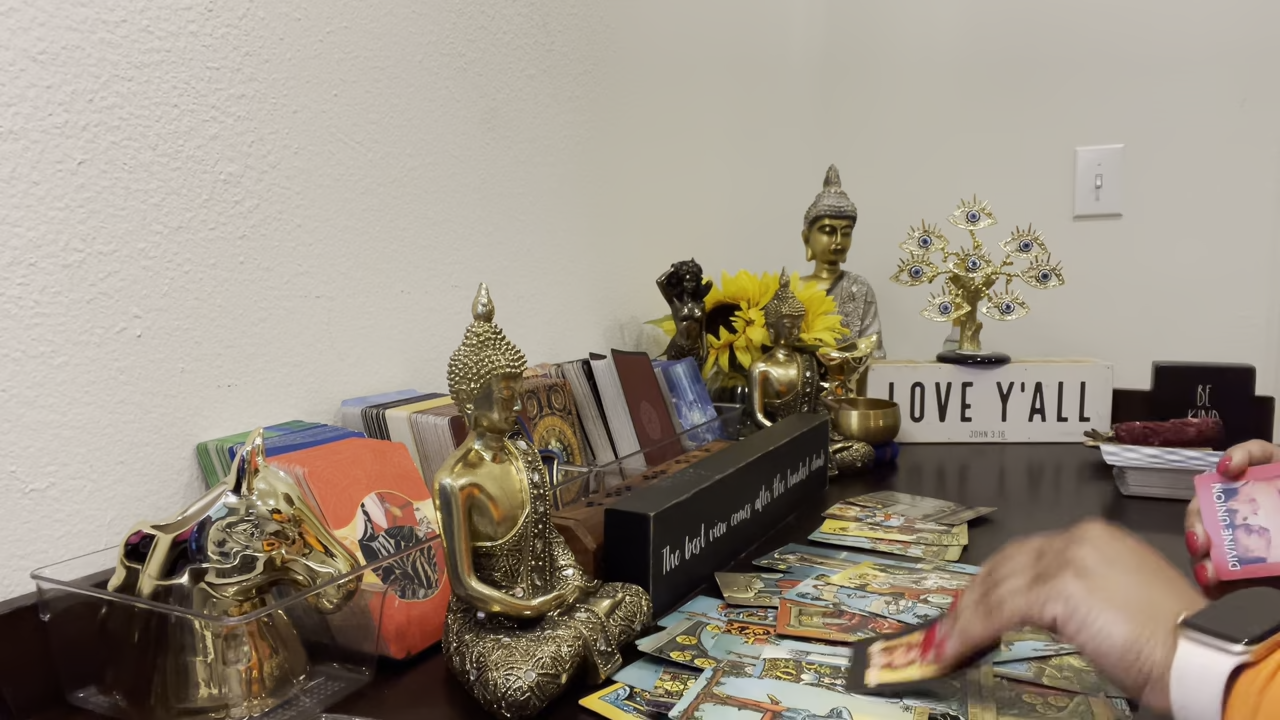 The best view comes after the hardest climb
LOVE Y'ALL
JOHN 3:16
BE
KIND
DIVINE UNION